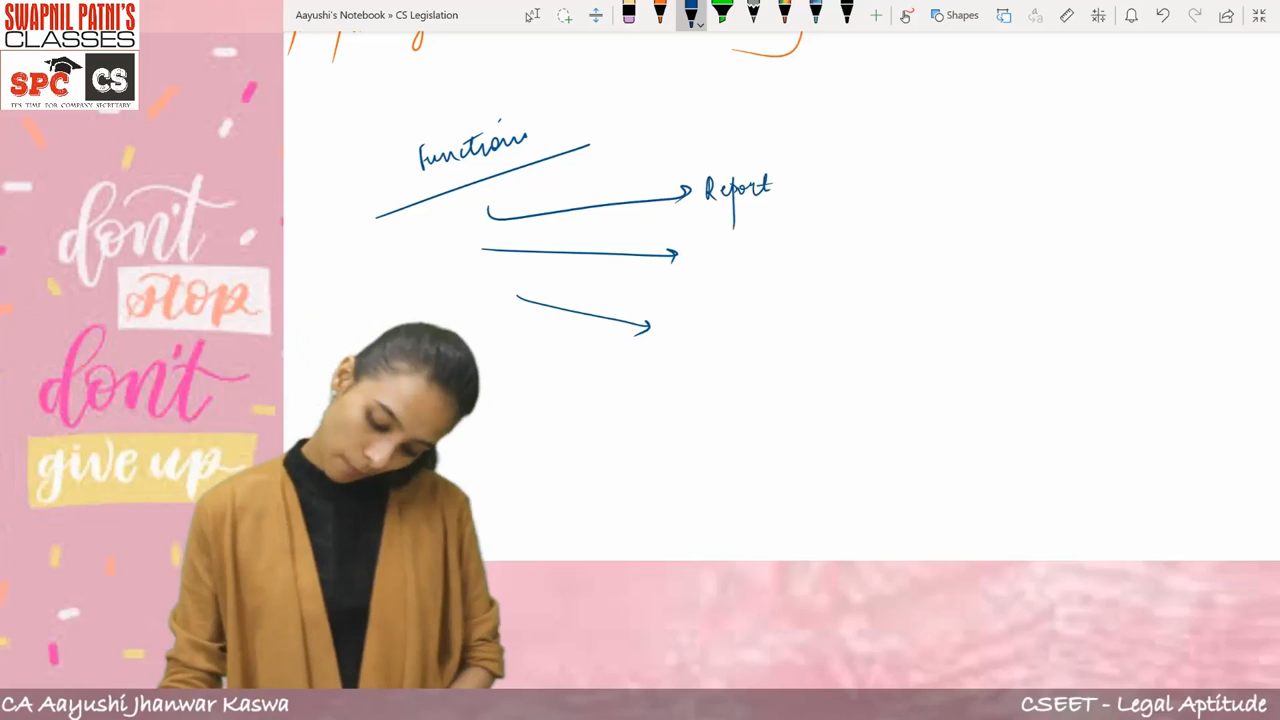 SWAPNIL PATNI'S
CLASSES
SPC CS
IT'S TIME FOR COMPANY SECRETARY
Aayushi's Notebook » CS Legislation
Shapes
Function
Report
don't
stop
don't
give up
CA Aayushi Jhanwar Kaswa
CSEET - Legal Aptitude